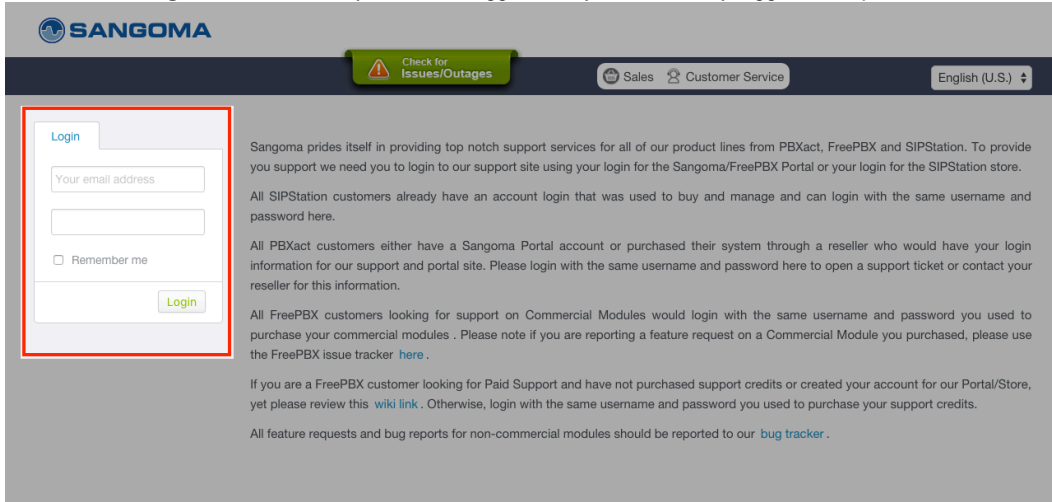 SANGOMA
Check for
Issues/Outages
Sales Customer Service
English (U.S.)
Login
Your email address
Remember me
Login
Sangoma prides itself in providing top notch support services for all of our product lines from PBXact, FreePBX and SIPStation. To provide
you support we need you to login to our support site using your login for the Sangoma/FreePBX Portal or your login for the SIPStation store.
All SIPStation customers already have an account login that was used to buy and manage and can login with the same username and
password here.
All PBXact customers either have a Sangoma Portal account or purchased their system through a reseller who would have your login
information for our support and portal site. Please login with the same username and password here to open a support ticket or contact your
reseller for this information.
All FreePBX customers looking for support on Commercial Modules would login with the same username and password you used to
purchase your commercial modules . Please note if you are reporting a feature request on a Commercial Module you purchased, please use
the FreePBX issue tracker here .
If you are a FreePBX customer looking for Paid Support and have not purchased support credits or created your account for our Portal/Store,
yet please review this wiki link . Otherwise, login with the same username and password you used to purchase your support credits.
All feature requests and bug reports for non-commercial modules should be reported to our bug tracker .